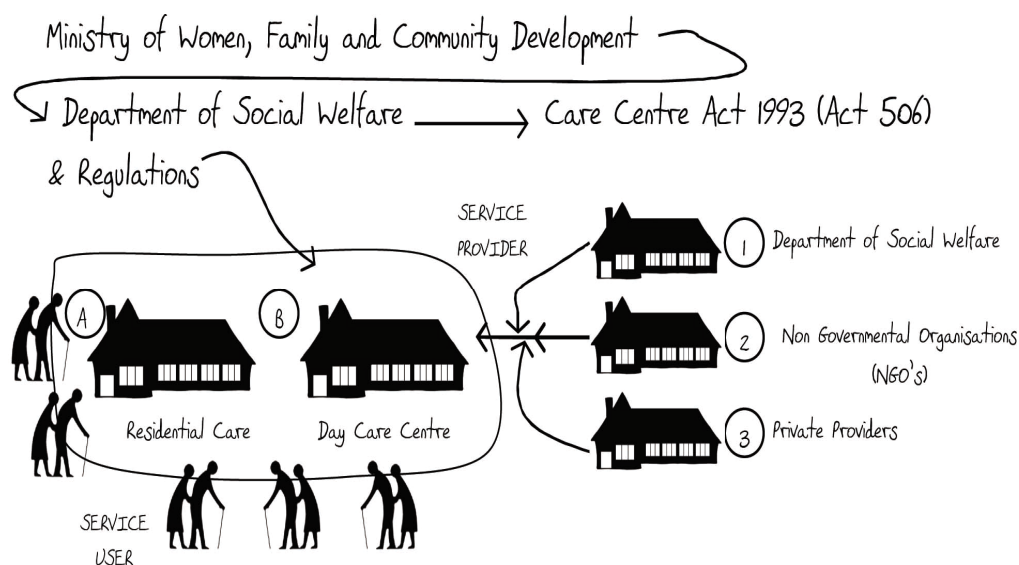 Ministry of Women, Family and Community Development
Department of Social Welfare
Care Centre Act 1993 (Act 506)
& Regulations
SERVICE
PROVIDER
1
Department of Social Welfare
A
B
2
Non Governmental Organisations
(NGO's)
Residential Care
Day Care Centre
3
Private Providers
SERVICE
USER